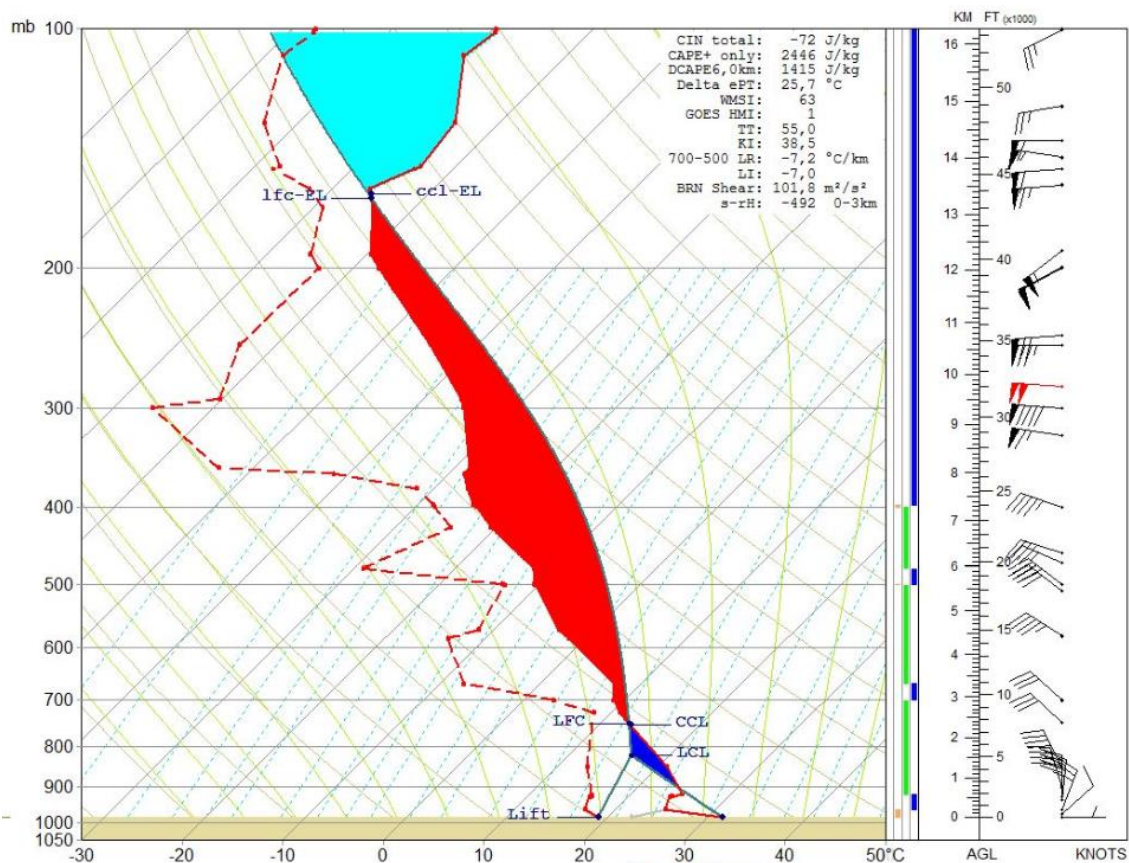 mb
KM FT (x1000)
100
CIN total: -72 J/kg
CAPE+ only: 2446 J/kg
DCAPE6,0km: 1415 J/kg
Delta ePT: 25,7 °C
WMSI: 63
GOES HMI: 1
TT: 55,0
KI: 38,5
700-500 LR: -7,2 °C/km
LI: -7,0
BRN Shear: 101,8 m²/s²
s-rH: -492 0-3km
lfc-EL
ccl-EL
200
300
400
500
600
700
LFC
CCL
800
LCL
900
Lift
1000
1050
-30
-20
-10
0
10
20
30
40
50°C
16
15
14
13
12
11
10
9
8
7
6
5
4
3
2
1
0
50
45
40
35
30
25
20
15
10
5
0
AGL
KNOTS